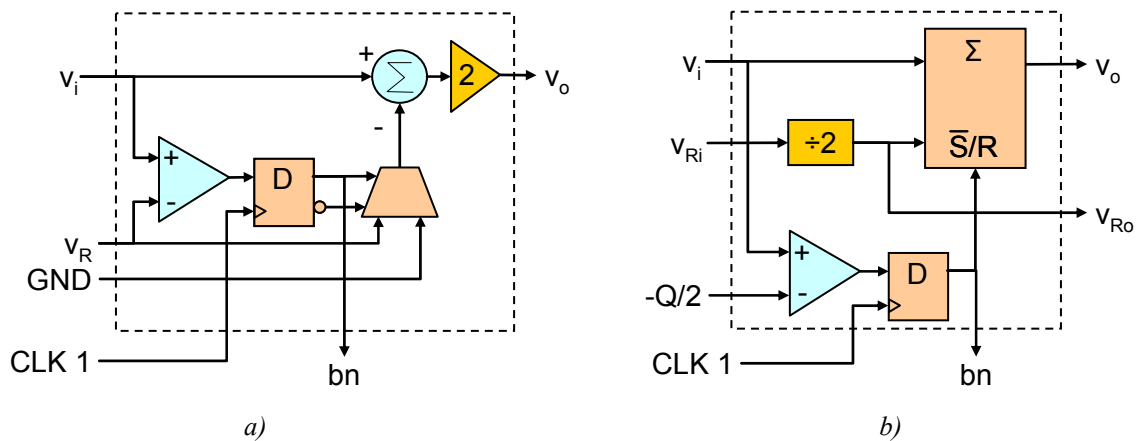 +
Σ
2
v_i
v_o
-
+
-
D
v_R
GND
CLK 1
bn
a)
Σ
v_i
v_o
÷2
S̅/R
v_Ri
v_Ro
+
-
D
-Q/2
CLK 1
bn
b)